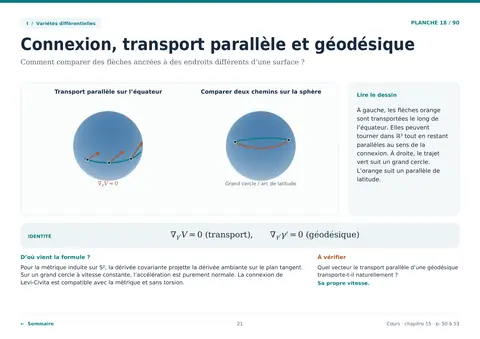 I / Variétés différentielles
PLANCHE 18 / 90
Connexion, transport parallèle et géodésique
Comment comparer des flèches ancrées à des endroits différents d'une surface ?
Transport parallèle sur l'équateur
Comparer deux chemins sur la sphère
∇γ̇V = 0
Grand cercle / arc de latitude
Lire le dessin
À gauche, les flèches orange
sont transportées le long de
l'équateur. Elles peuvent
tourner dans ℝ³ tout en restant
parallèles au sens de la
connexion. À droite, le trajet
vert suit un grand cercle.
L'orange suit un parallèle de
latitude.
IDENTITÉ
∇γ̇V = 0 (transport), ∇γ̇γ̇ = 0 (géodésique)
D'où vient la formule ?
Pour la métrique induite sur S², la dérivée covariante projette la dérivée ambiante sur le plan tangent.
Sur un grand cercle à vitesse constante, l'accélération est purement normale. La connexion de
Levi-Civita est compatible avec la métrique et sans torsion.
À vérifier
Quel vecteur le transport parallèle d'une géodésique
transporte-t-il naturellement ?
Sa propre vitesse.
← Sommaire
21
Cours · chapitre 15 · p. 50 à 53